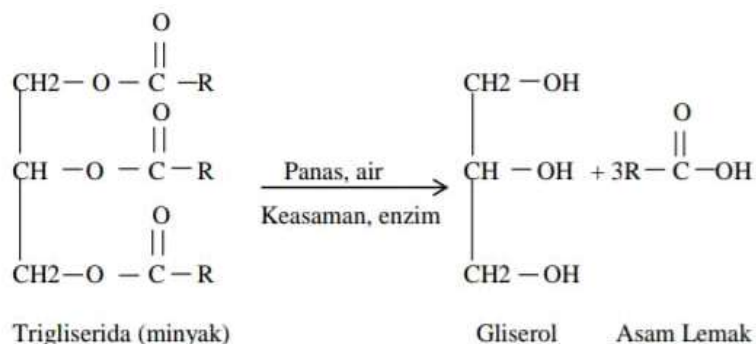 O
||
CH2— O — C —R
O
||
CH —O — C—R
O
||
CH2—O — C—R
Trigliserida (minyak)
Panas, air
Keasaman, enzim
CH2 —OH
CH —OH + 3R—C—OH
O
||
CH2—OH
Gliserol
Asam Lemak